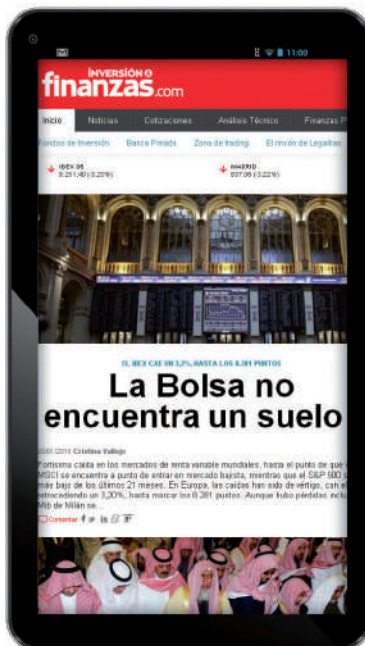 11:00
INVERSIÓN &
finanzas.com
Inicio Noticias Cotizaciones Análisis Técnico Finanzas P
Fondos de Inversión Banca Privada Zona de trading El rincón de Legalitas
IBEX 35 MADRID
EL IBEX CAE UN 3,2%, HASTA LOS 8.281 PUNTOS
La Bolsa no
encuentra un suelo
Cristina Vallejo
Fortísima caída en los mercados de renta variable mundiales, hasta el punto de que
MSCI se encuentra a punto de entrar en mercado bajista, mientras que el S&P 500
más bajo de los últimos 21 meses. En Europa, las caídas han sido de vértigo, con el
retrocediendo un 3,20%, hasta marcar los 8.281 puntos. Aunque hubo pérdidas inclu
Mib de Milán se...
Comentar